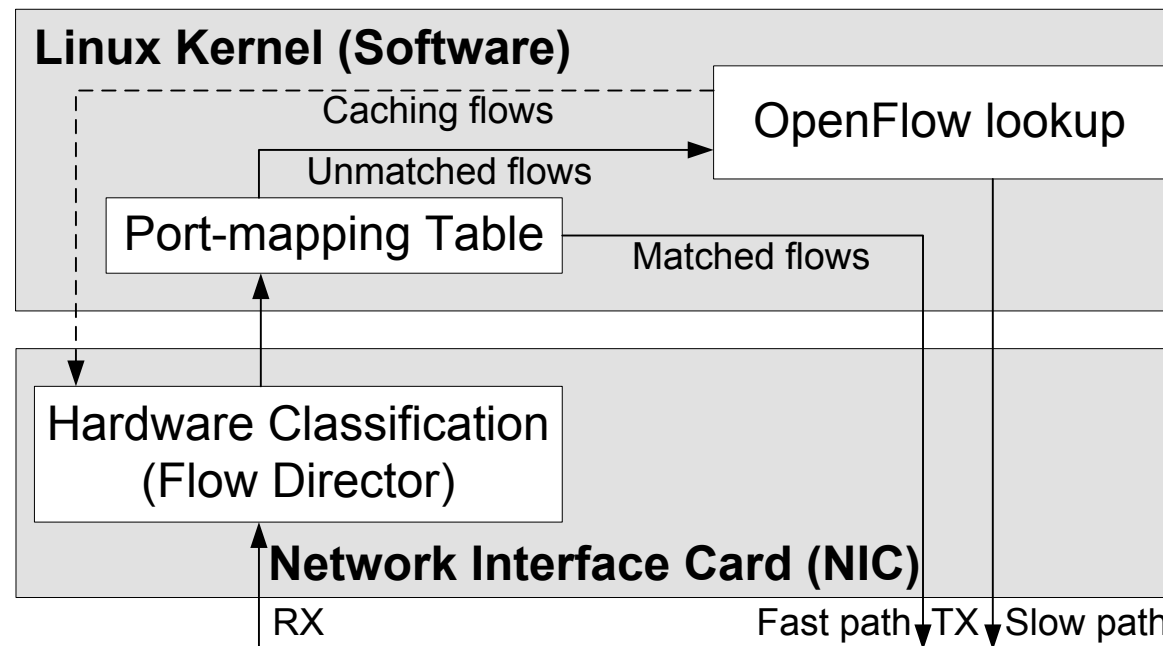 Linux Kernel (Software)
Caching flows
OpenFlow lookup
Unmatched flows
Port-mapping Table
Matched flows
Hardware Classification
(Flow Director)
Network Interface Card (NIC)
RX
Fast path
TX
Slow path